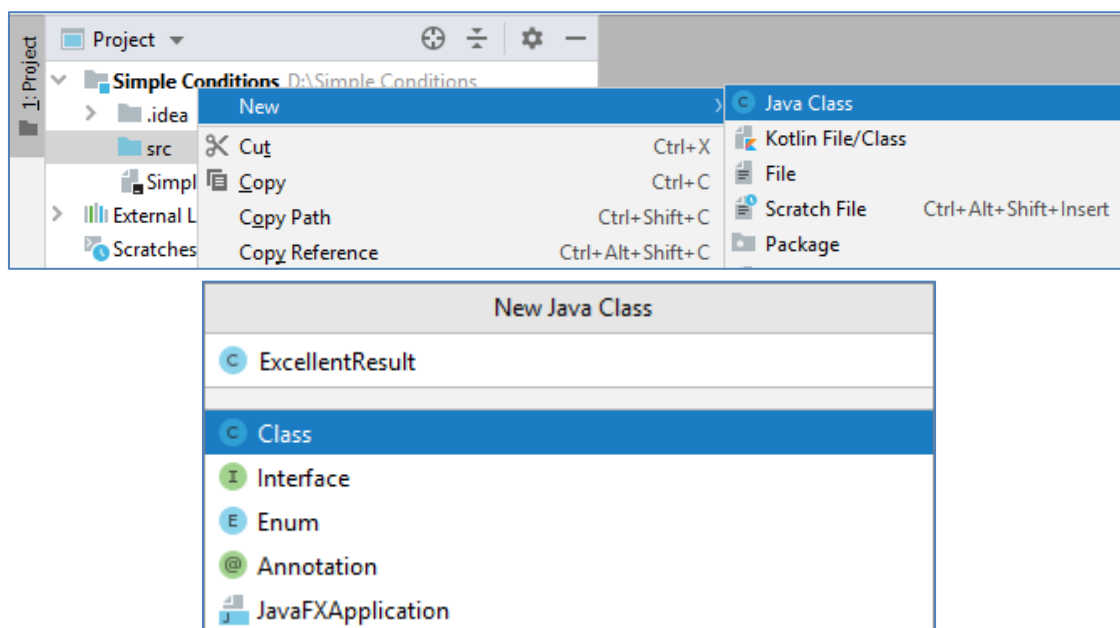 1: Project
Project
Simple Conditions D:\Simple Conditions
.idea
New
Java Class
src
Cut Ctrl+X
Kotlin File/Class
Simpl
Copy Ctrl+C
File
External L
Copy Path Ctrl+Shift+C
Scratch File Ctrl+Alt+Shift+Insert
Scratches
Copy Reference Ctrl+Alt+Shift+C
Package
New Java Class
C ExcellentResult
C Class
I Interface
E Enum
@ Annotation
J JavaFXApplication